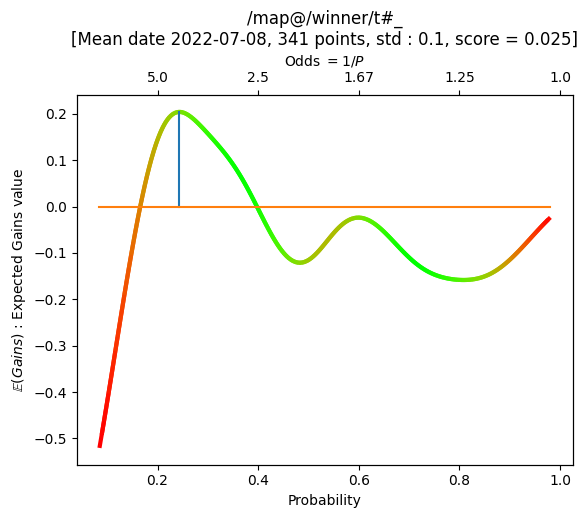 /map@/winner/t#_
[Mean date 2022-07-08, 341 points, std : 0.1, score = 0.025]
Odds = 1/P
5.0 2.5 1.67 1.25 1.0
0.2
0.1
0.0
−0.1
−0.2
−0.3
−0.4
−0.5
𝔼(Gains) : Expected Gains value
0.2 0.4 0.6 0.8 1.0
Probability